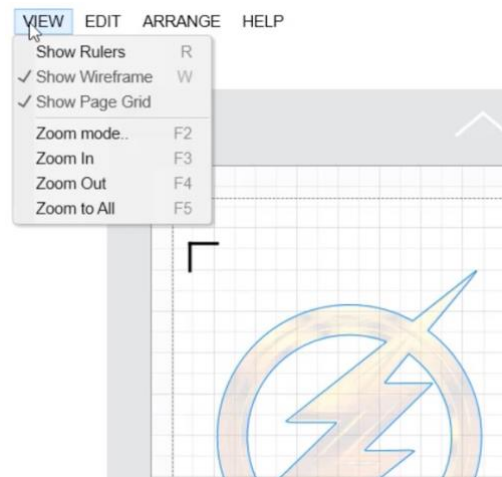 VIEW EDIT ARRANGE HELP
Show Rulers R
Show Wireframe W
Show Page Grid
Zoom mode.. F2
Zoom In F3
Zoom Out F4
Zoom to All F5